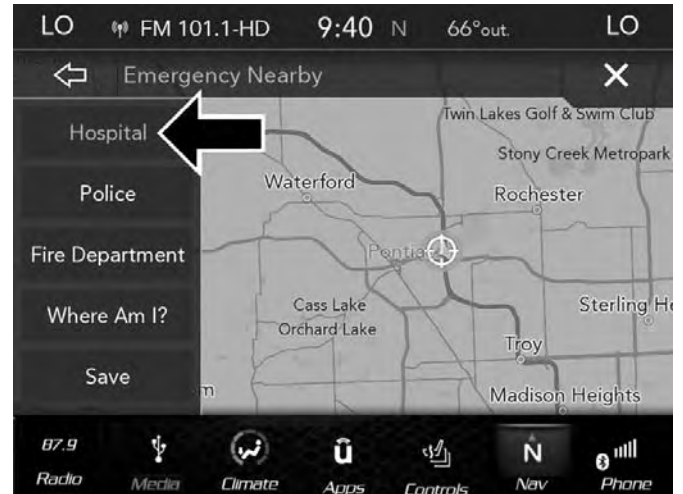 LO FM 101.1-HD 9:40 N 66°out. LO
Emergency Nearby
Hospital
Police
Fire Department
Where Am I?
Save
Twin Lakes Golf & Swim Club
Stony Creek Metropark
Waterford
Rochester
Cass Lake
Orchard Lake
Sterling He
Troy
Madison Heights
m
87.9
Radio
Media
Climate
û
Apps
Controls
N
Nav
Phone